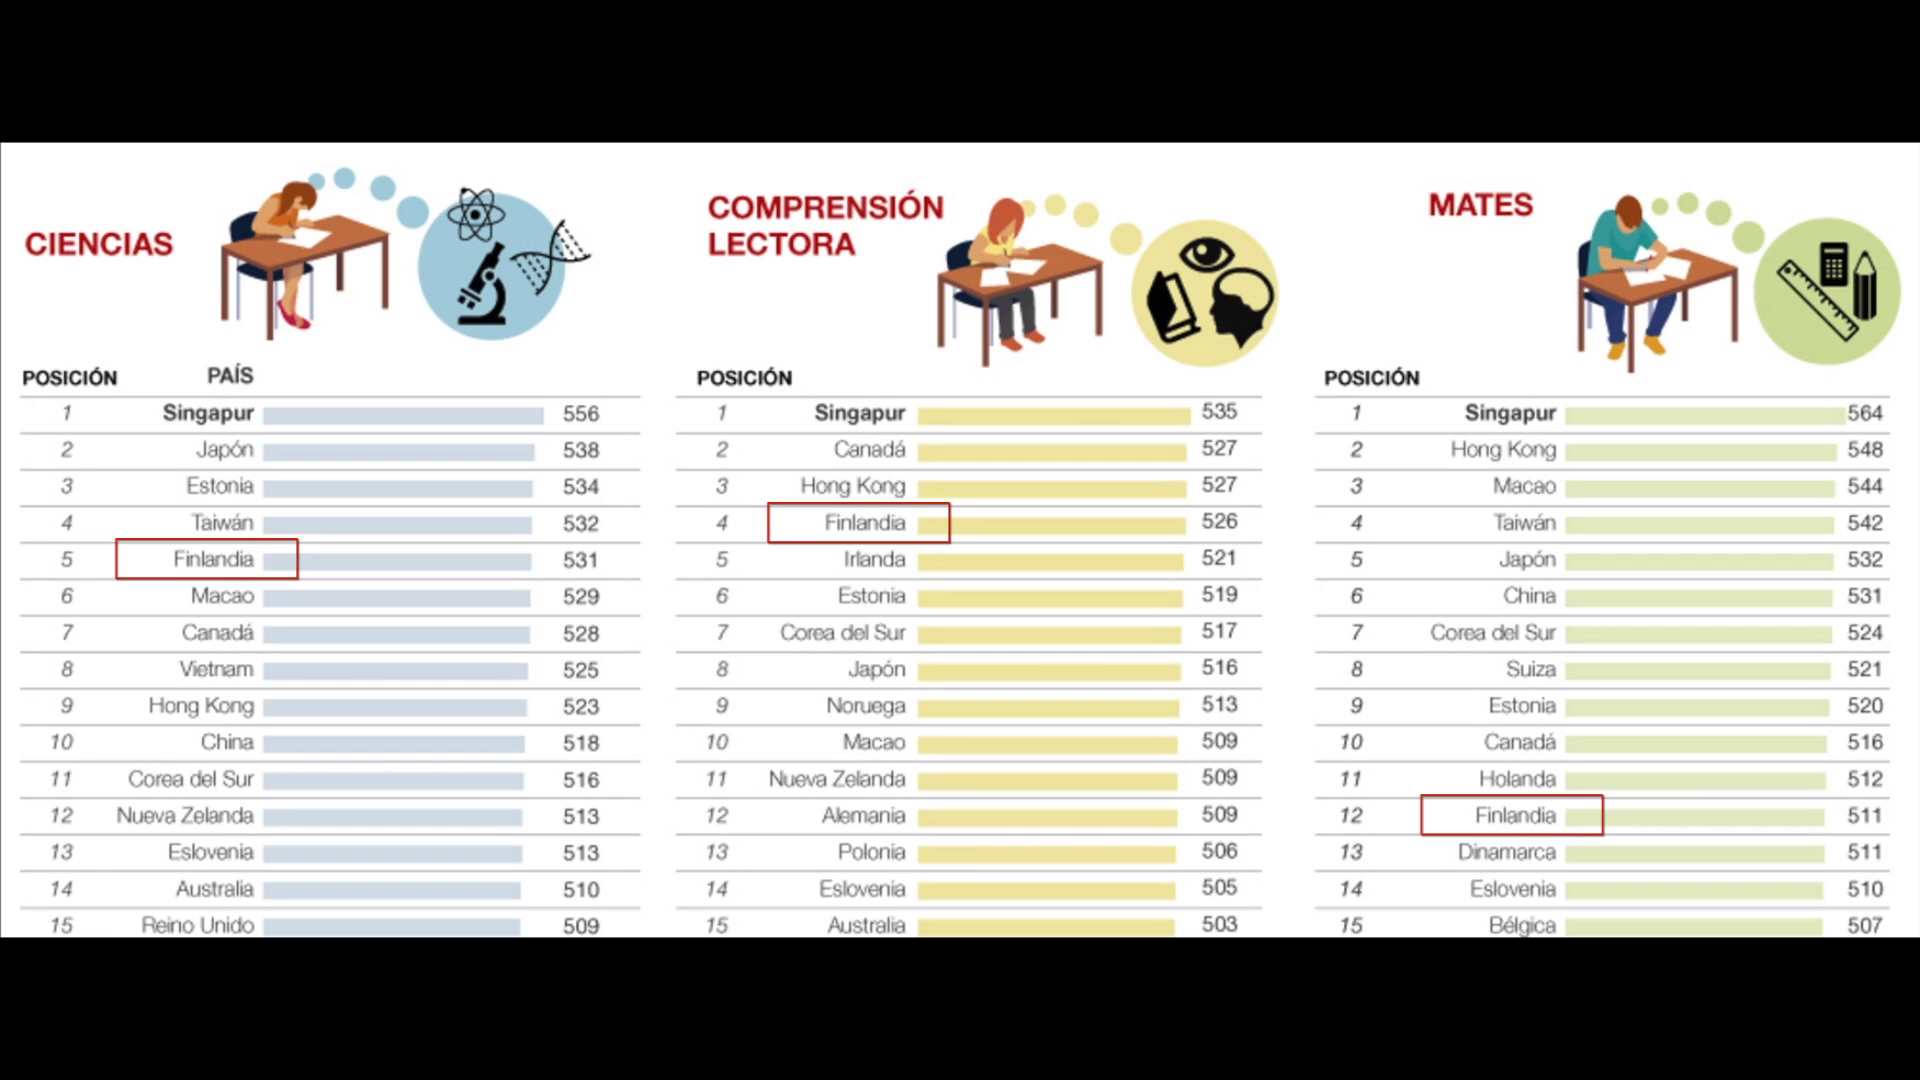 CIENCIAS
POSICIÓN PAÍS
1 Singapur 556
2 Japón 538
3 Estonia 534
4 Taiwán 532
5 Finlandia 531
6 Macao 529
7 Canadá 528
8 Vietnam 525
9 Hong Kong 523
10 China 518
11 Corea del Sur 516
12 Nueva Zelanda 513
13 Eslovenia 513
14 Australia 510
15 Reino Unido 509
COMPRENSIÓN
LECTORA
POSICIÓN
1 Singapur 535
2 Canadá 527
3 Hong Kong 527
4 Finlandia 526
5 Irlanda 521
6 Estonia 519
7 Corea del Sur 517
8 Japón 516
9 Noruega 513
10 Macao 509
11 Nueva Zelanda 509
12 Alemania 509
13 Polonia 506
14 Eslovenia 505
15 Australia 503
MATES
POSICIÓN
1 Singapur 564
2 Hong Kong 548
3 Macao 544
4 Taiwán 542
5 Japón 532
6 China 531
7 Corea del Sur 524
8 Suiza 521
9 Estonia 520
10 Canadá 516
11 Holanda 512
12 Finlandia 511
13 Dinamarca 511
14 Eslovenia 510
15 Bélgica 507